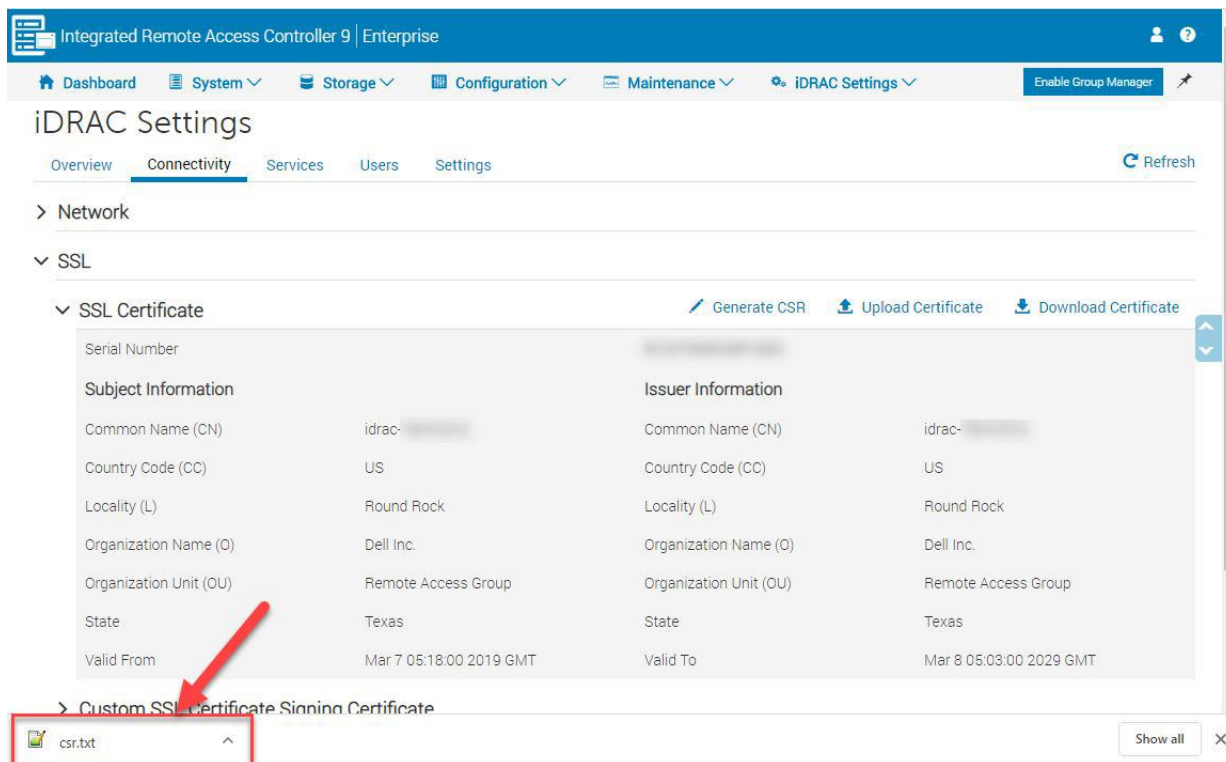 Integrated Remote Access Controller 9 | Enterprise
Dashboard System Storage Configuration Maintenance iDRAC Settings Enable Group Manager
iDRAC Settings
Overview Connectivity Services Users Settings Refresh
Network
SSL
SSL Certificate Generate CSR Upload Certificate Download Certificate
Serial Number
Subject Information Issuer Information
Common Name (CN) idrac- Common Name (CN) idrac-
Country Code (CC) US Country Code (CC) US
Locality (L) Round Rock Locality (L) Round Rock
Organization Name (O) Dell Inc. Organization Name (O) Dell Inc.
Organization Unit (OU) Remote Access Group Organization Unit (OU) Remote Access Group
State Texas State Texas
Valid From Mar 7 05:18:00 2019 GMT Valid To Mar 8 05:03:00 2029 GMT
Custom SSL Certificate Signing Certificate
csr.txt Show all